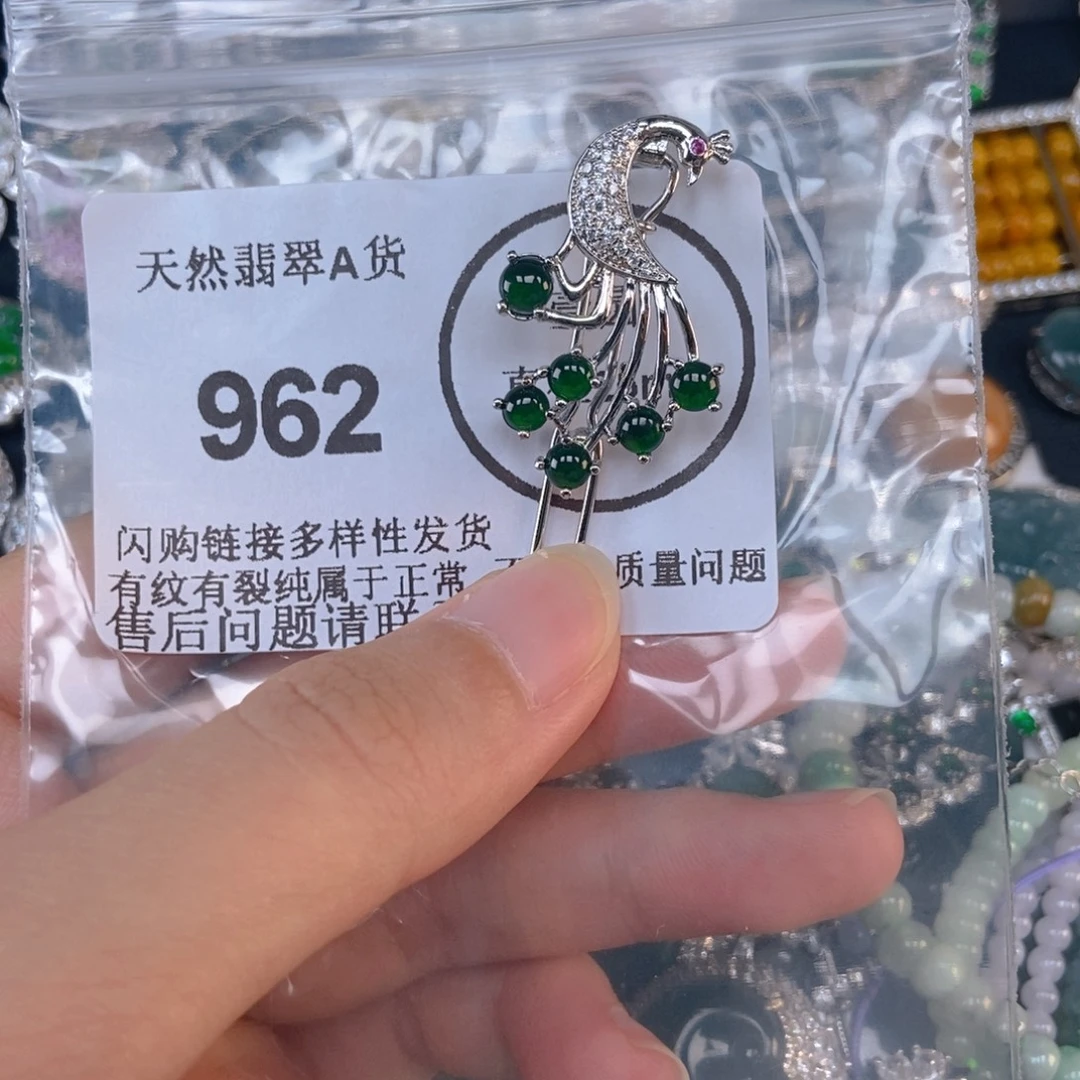 天然翡翠A货
962
闪购链接多样性发货
有纹有裂纯属于正常 质量问题
售后问题请联